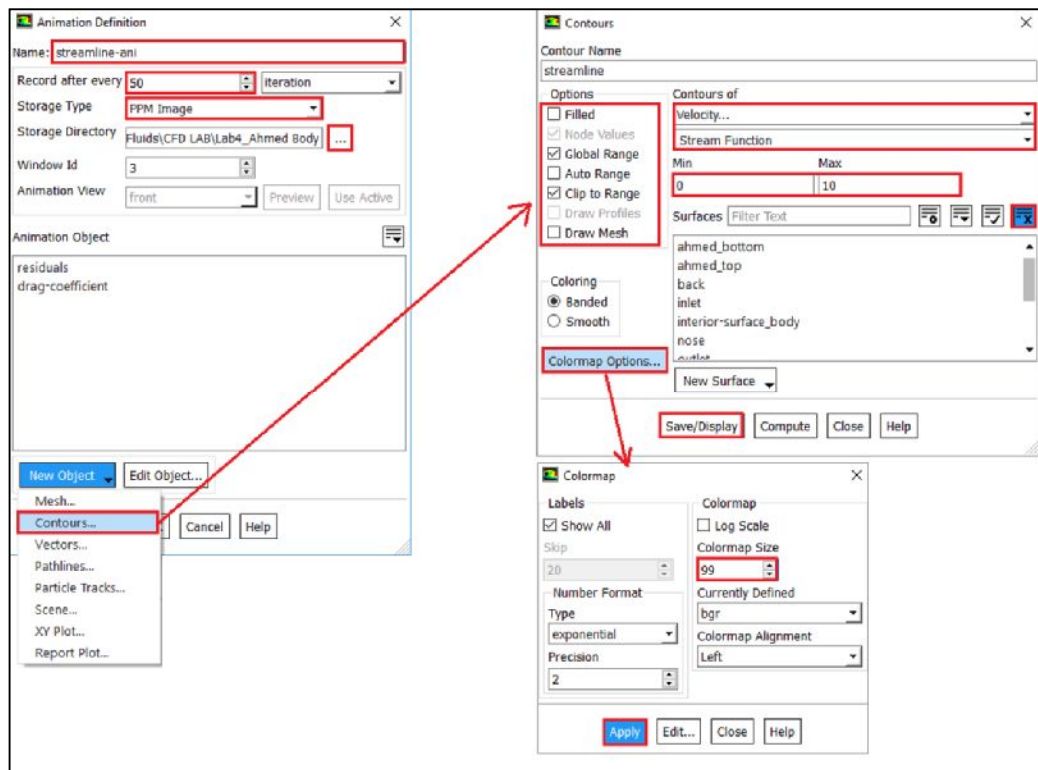 Animation Definition
Name: streamline-ani
Record after every 50 iteration
Storage Type PPM Image
Storage Directory Fluids\CFD LAB\Lab4_Ahmed Body ...
Window Id 3
Animation View front Preview Use Active
Animation Object
residuals
drag-coefficient
New Object Edit Object...
Mesh...
Contours... Cancel Help
Vectors...
Pathlines...
Particle Tracks...
Scene...
XY Plot...
Report Plot...
Contours
Contour Name
streamline
Options
Filled
Node Values
Global Range
Auto Range
Clip to Range
Draw Profiles
Draw Mesh
Coloring
Banded
Smooth
Colormap Options...
Contours of
Velocity...
Stream Function
Min Max
0 10
Surfaces Filter Text
ahmed_bottom
ahmed_top
back
inlet
interior-surface_body
nose
outlet
New Surface
Save/Display Compute Close Help
Colormap
Labels
Show All
Skip
20
Number Format
Type
exponential
Precision
2
Colormap
Log Scale
Colormap Size
99
Currently Defined
bgr
Colormap Alignment
Left
Apply Edit... Close Help